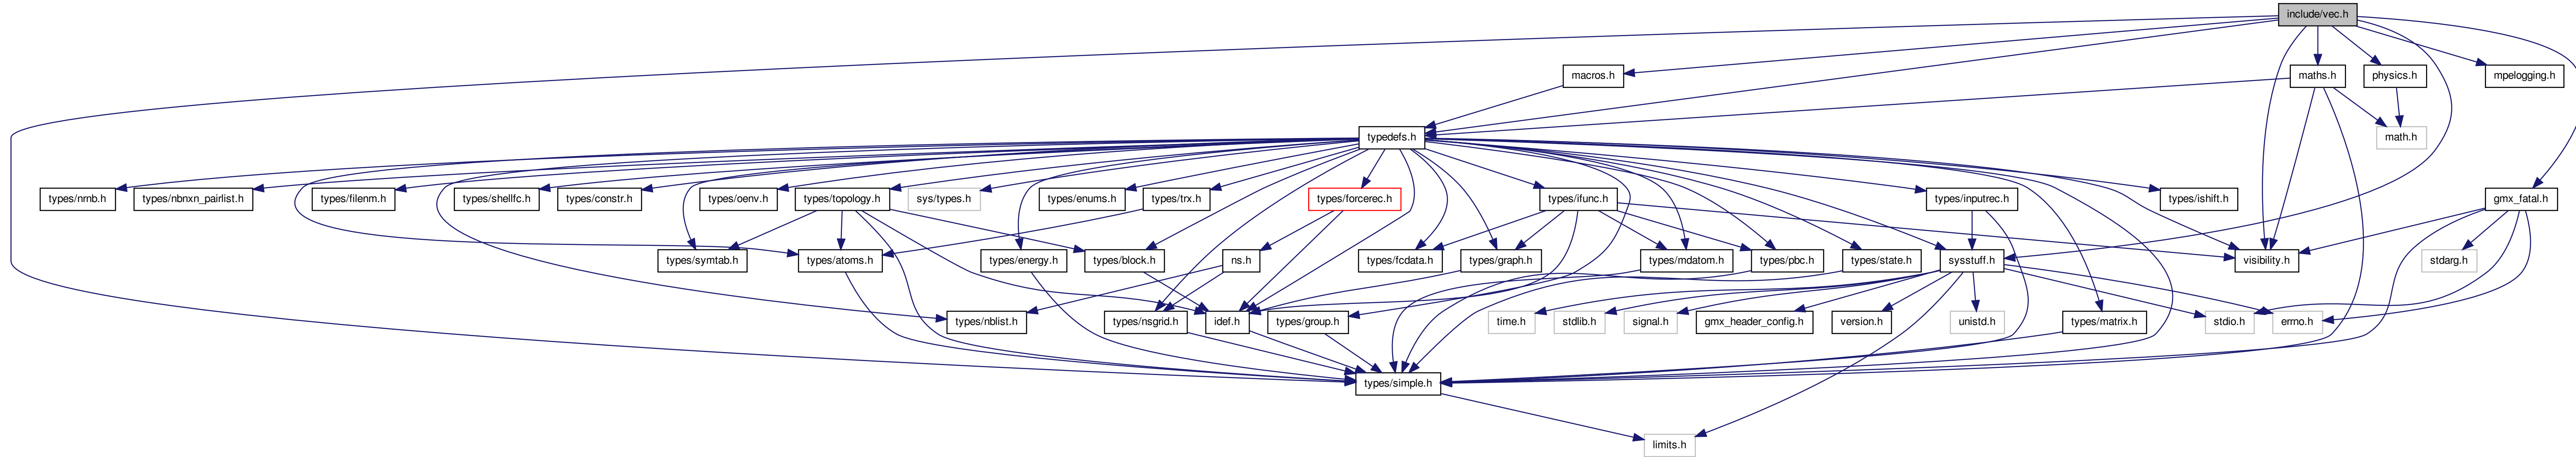 include/vec.h
macros.h
maths.h
physics.h
mpelogging.h
typedefs.h
math.h
types/nrnb.h
types/nbnxn_pairlist.h
types/filenm.h
types/shellfc.h
types/constr.h
types/oenv.h
types/topology.h
sys/types.h
types/enums.h
types/trx.h
types/forcerec.h
types/ifunc.h
types/inputrec.h
types/ishift.h
gmx_fatal.h
types/symtab.h
types/atoms.h
types/energy.h
types/block.h
ns.h
types/fcdata.h
types/graph.h
types/mdatom.h
types/pbc.h
types/state.h
sysstuff.h
visibility.h
stdarg.h
types/nblist.h
types/nsgrid.h
idef.h
types/group.h
time.h
stdlib.h
signal.h
gmx_header_config.h
version.h
unistd.h
types/matrix.h
stdio.h
errno.h
types/simple.h
limits.h